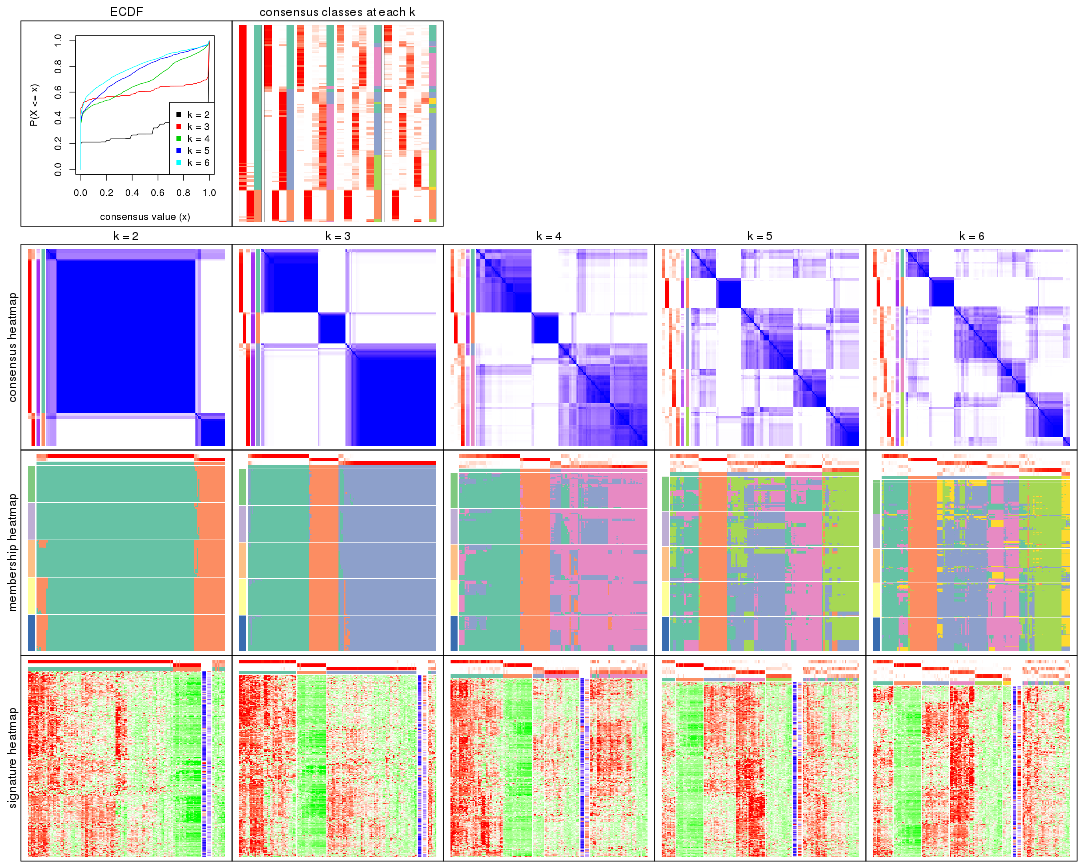 ECDF
consensus classes at each k
P(X <= x)
0.0 0.2 0.4 0.6 0.8 1.0
k = 2
k = 3
k = 4
k = 5
k = 6
0.0 0.2 0.4 0.6 0.8 1.0
consensus value (x)
k = 2 k = 3 k = 4 k = 5 k = 6
consensus heatmap
membership heatmap
signature heatmap